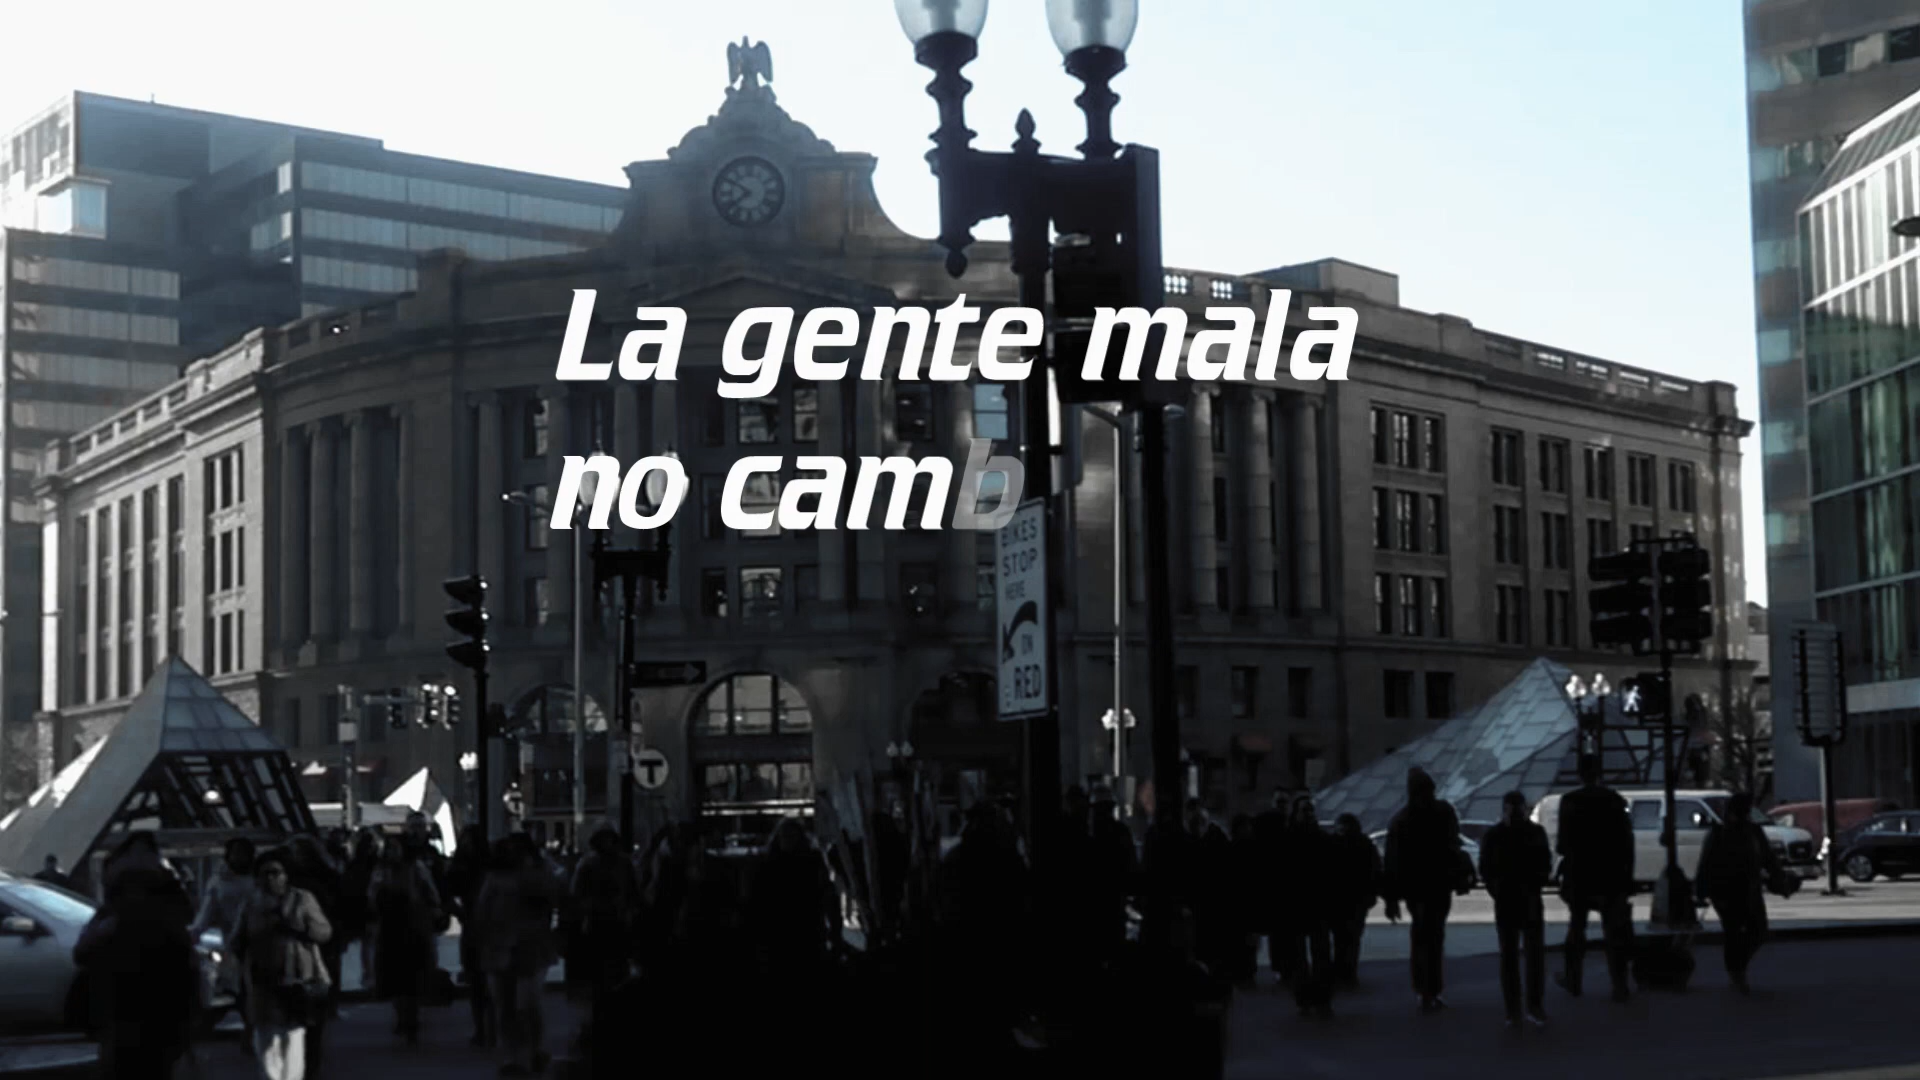 La gente mala
no camb
BIKES
STOP
HERE
ON
RED
T